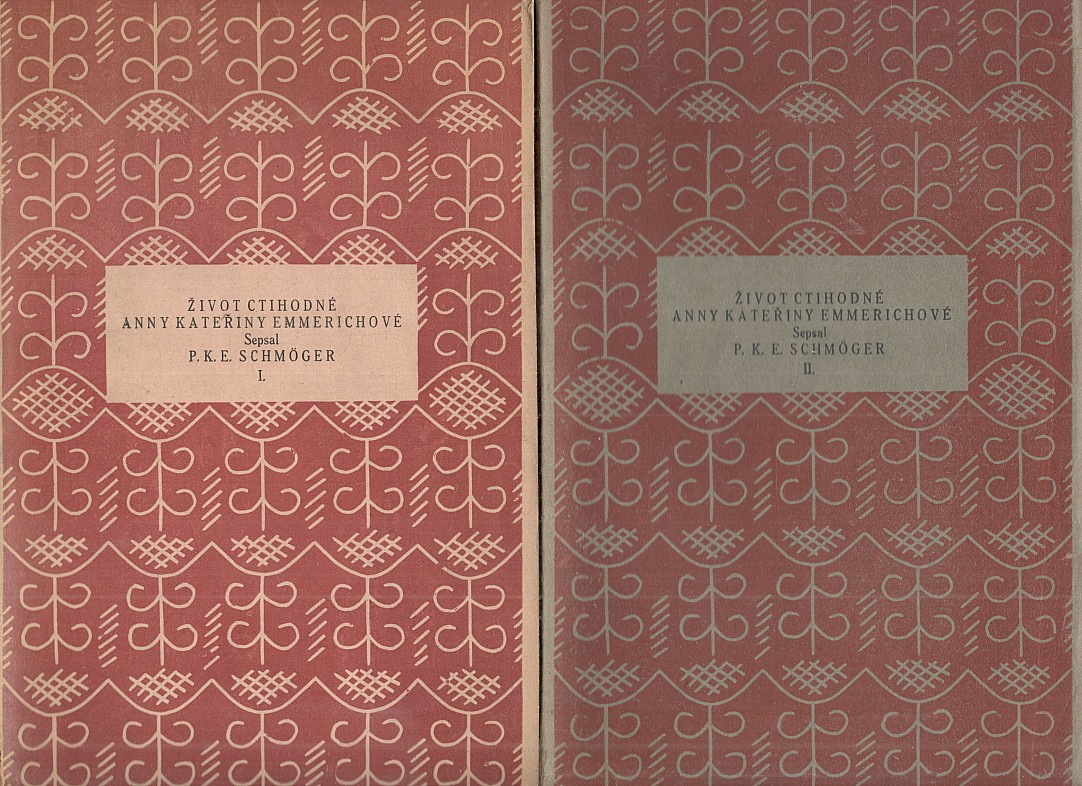 ŽIVOT CTIHODNÉ
ANNY KATEŘINY EMMERICHOVÉ
Sepsal
P. K. E. SCHMÖGER
I.
ŽIVOT CTIHODNÉ
ANNY KATEŘINY EMMERICHOVÉ
Sepsal
P. K. E. SCHMÖGER
II.